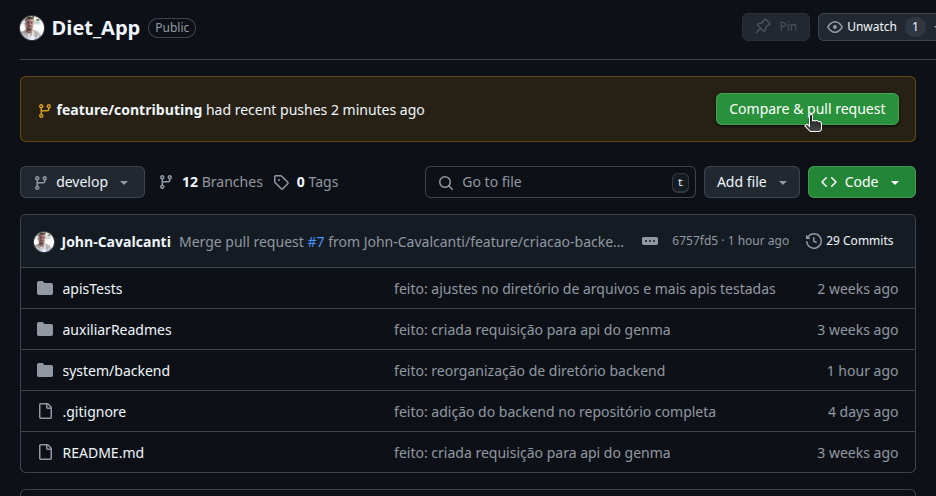 Diet_App Public Pin Unwatch 1
feature/contributing had recent pushes 2 minutes ago Compare & pull request
develop 12 Branches 0 Tags Go to file t Add file <> Code
John-Cavalcanti Merge pull request #7 from John-Cavalcanti/feature/criacao-backe... 6757fd5 · 1 hour ago 29 Commits
apisTests feito: ajustes no diretório de arquivos e mais apis testadas 2 weeks ago
auxiliarReadmes feito: criada requisição para api do genma 3 weeks ago
system/backend feito: reorganização de diretório backend 1 hour ago
.gitignore feito: adição do backend no repositório completa 4 days ago
README.md feito: criada requisição para api do genma 3 weeks ago